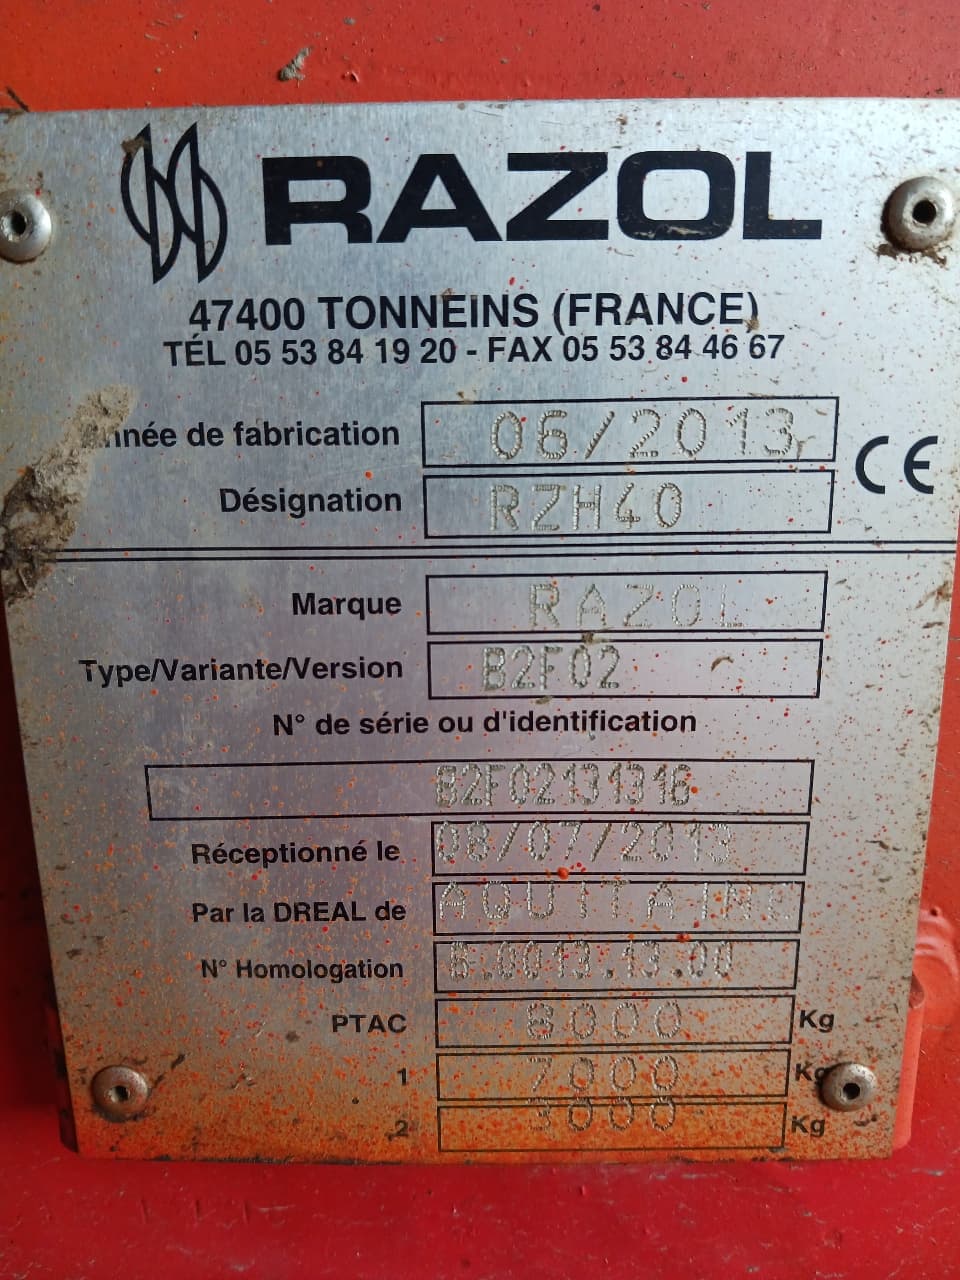 RAZOL
47400 TONNEINS (FRANCE)
TÉL 05 53 84 19 20 - FAX 05 53 84 46 67
Année de fabrication 06/2013
Désignation RZH40
CE
Marque RAZOL
Type/Variante/Version B2F02
N° de série ou d'identification
B2F02131316
Réceptionné le 08/07/2013
Par la DREAL de AQUITAINE
N° Homologation
PTAC 8000 Kg
1 7000 Kg
2 3000 Kg